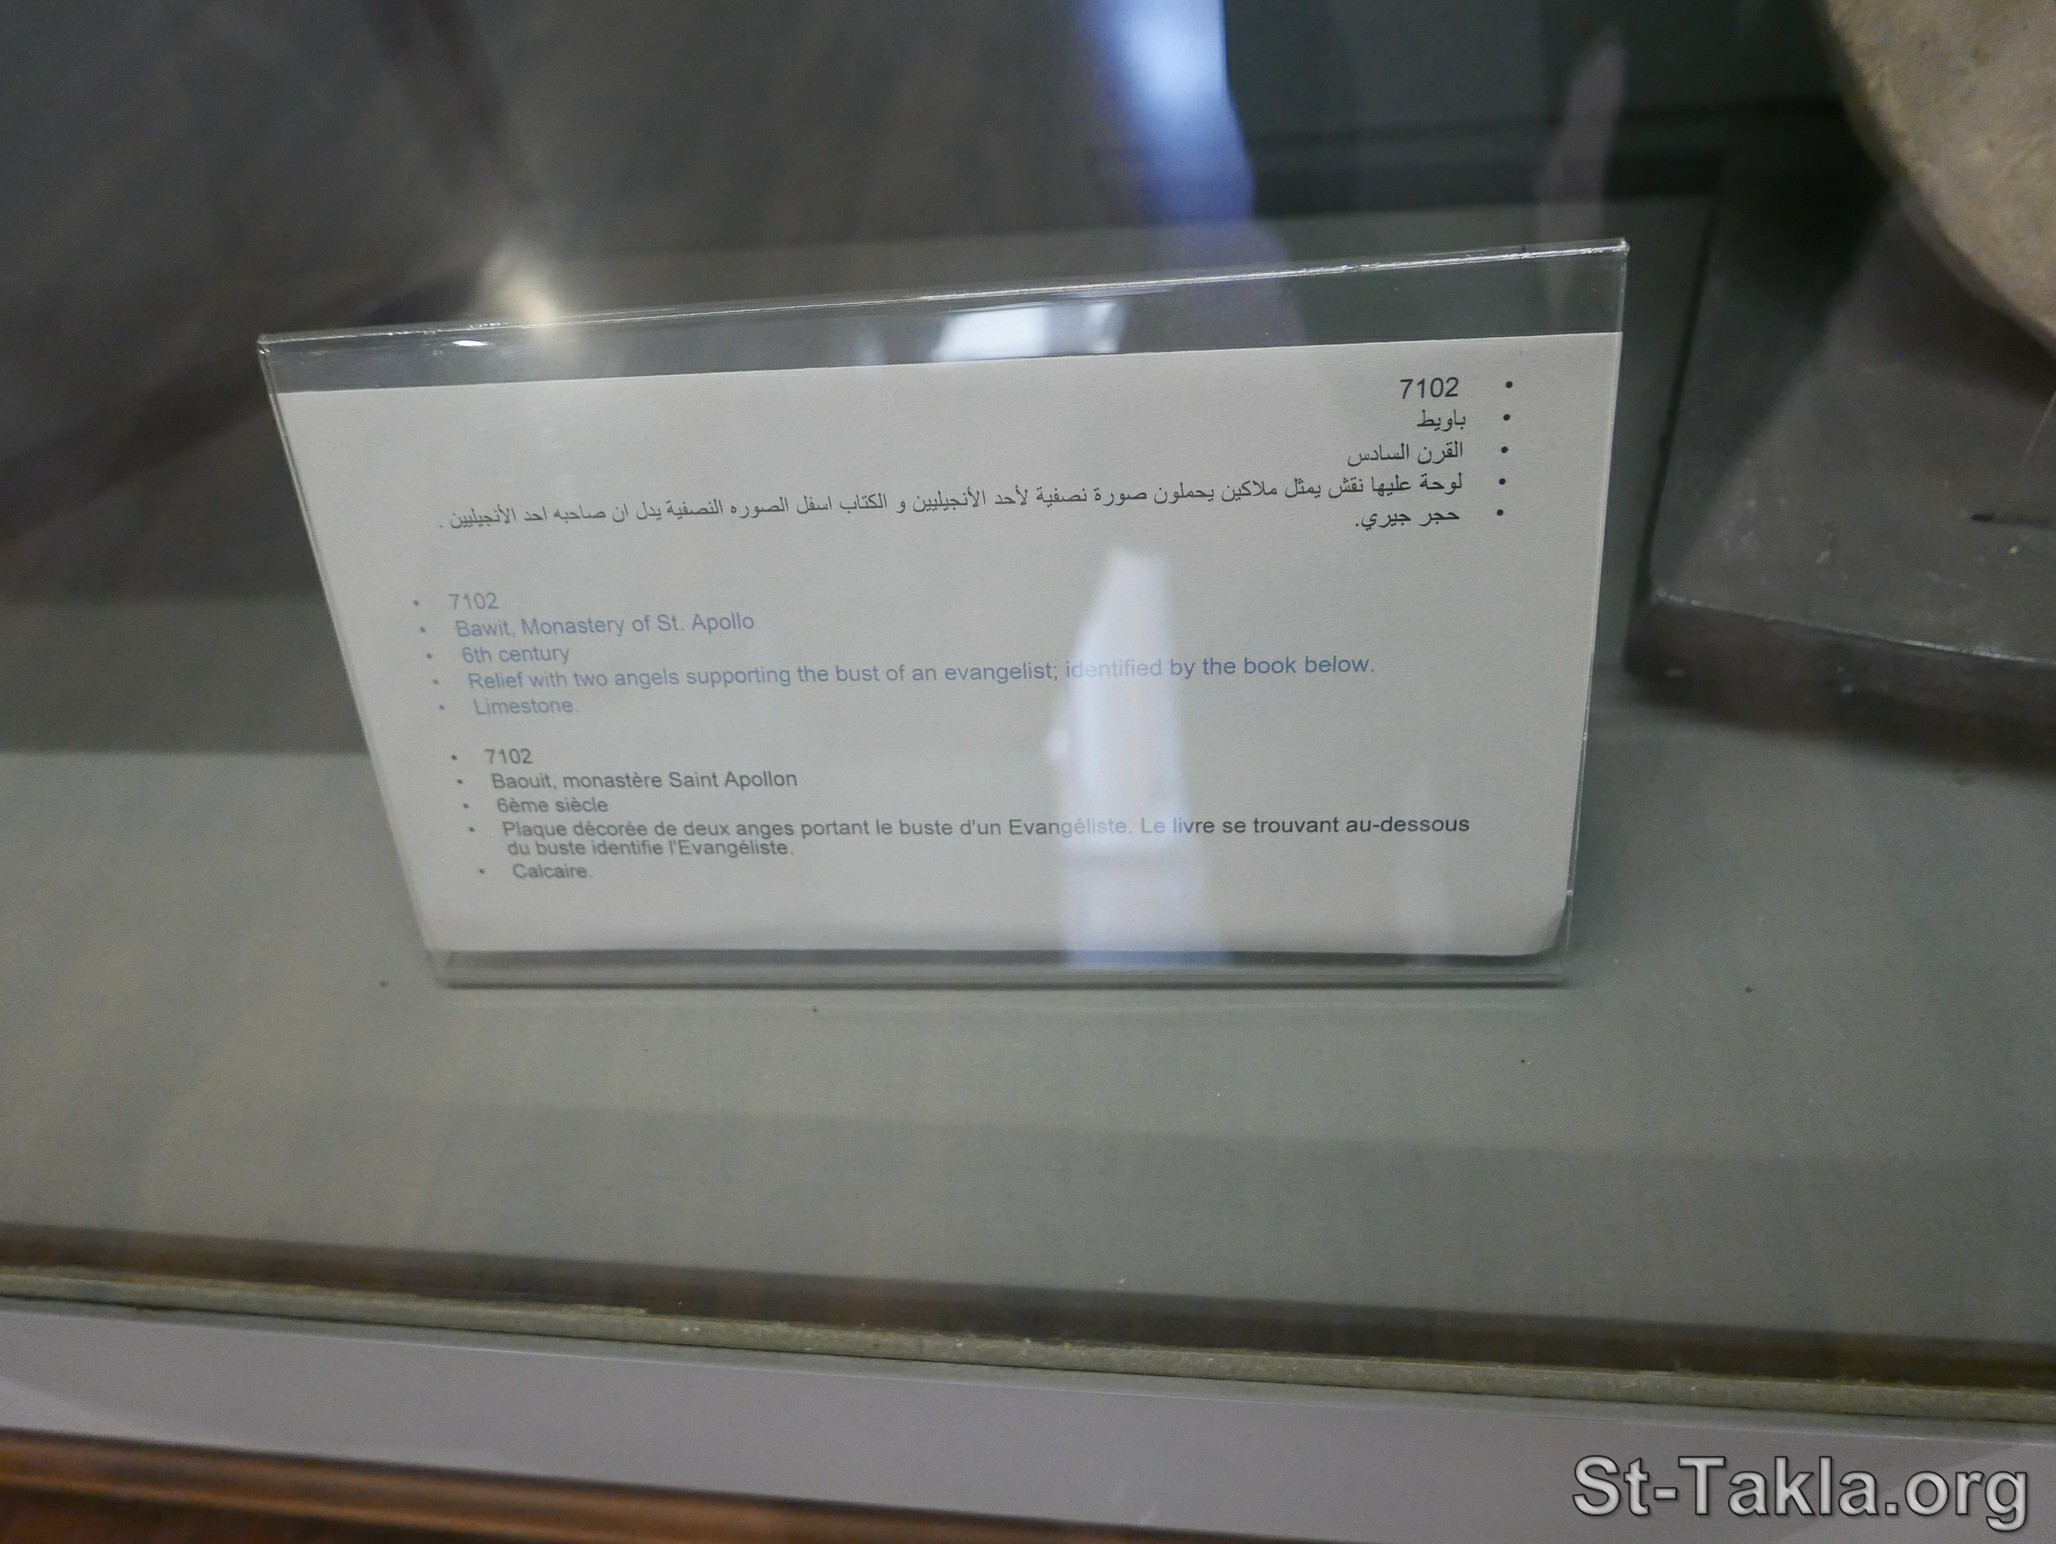 • 7102
• باويط
• القرن السادس
• لوحة عليها نقش يمثل ملاكين يحملون صورة نصفية لأحد الأنجيليين و الكتاب اسفل الصوره النصفية يدل ان صاحبه احد الأنجيليين .
• حجر جيري.
• 7102
• Bawit, Monastery of St. Apollo
• 6th century
• Relief with two angels supporting the bust of an evangelist; identified by the book below.
• Limestone.
• 7102
• Baouit, monastère Saint Apollon
• 6ème siècle
• Plaque décorée de deux anges portant le buste d'un Evangéliste. Le livre se trouvant au-dessous
du buste identifie l'Evangéliste.
• Calcaire.
St-Takla.org